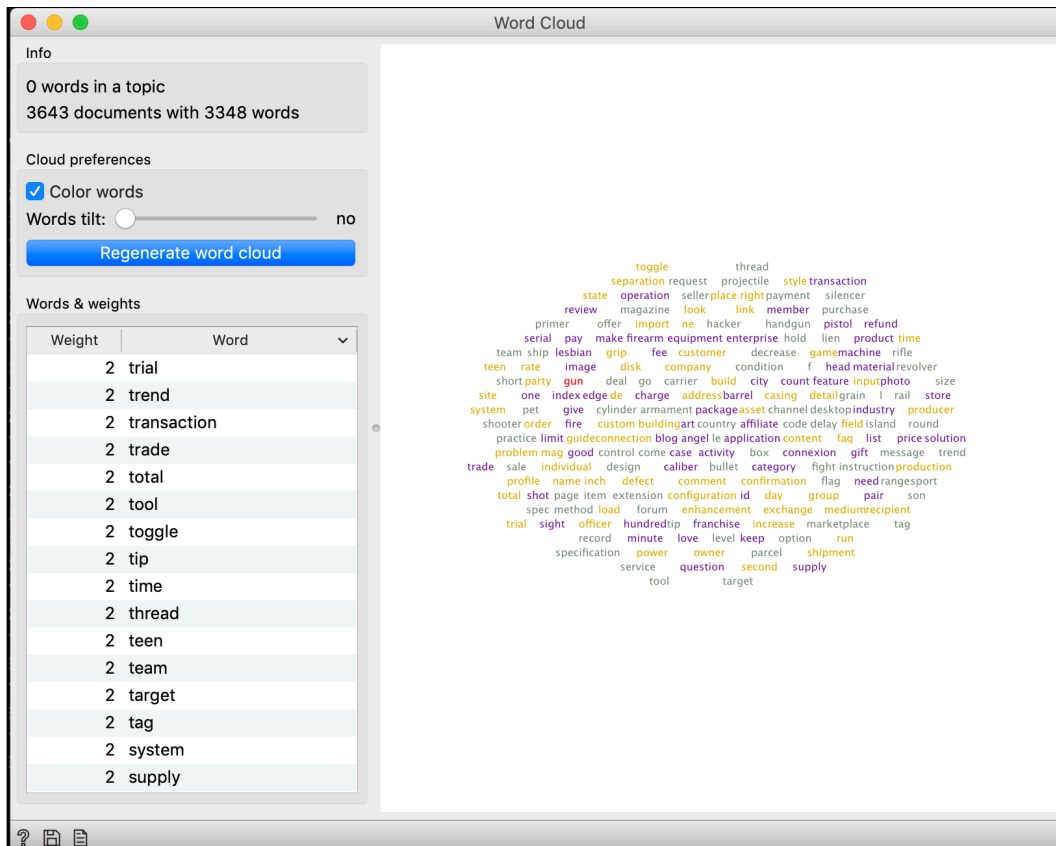 Word Cloud
Info
0 words in a topic
3643 documents with 3348 words
Cloud preferences
Color words
Words tilt: no
Regenerate word cloud
Words & weights
Weight Word
2 trial
2 trend
2 transaction
2 trade
2 total
2 tool
2 toggle
2 tip
2 time
2 thread
2 teen
2 team
2 target
2 tag
2 system
2 supply
toggle thread
separation request projectile style transaction
state operation seller place right payment silencer
review magazine look link member purchase
primer offer import ne hacker handgun pistol refund
serial pay make firearm equipment enterprise hold lien product time
team ship lesbian grip fee customer decrease game machine rifle
teen rate image disk company condition f head material revolver
short party gun deal go carrier build city count feature input photo size
site one index edge de charge address barrel casing detail grain l rail store
system pet give cylinder armament package asset channel desktop industry producer
shooter order fire custom building art country affiliate code delay field island round
practice limit guide connection blog angel le application content faq list price solution
problem mag good control come case activity box connexion gift message trend
trade sale individual design caliber bullet category fight instruction production
profile name inch defect comment confirmation flag need range sport
total shot page item extension configuration id day group pair son
spec method load forum enhancement exchange medium recipient
trial sight officer hundred tip franchise increase marketplace tag
record minute love level keep option run
specification power owner parcel shipment
service question second supply
tool target
?